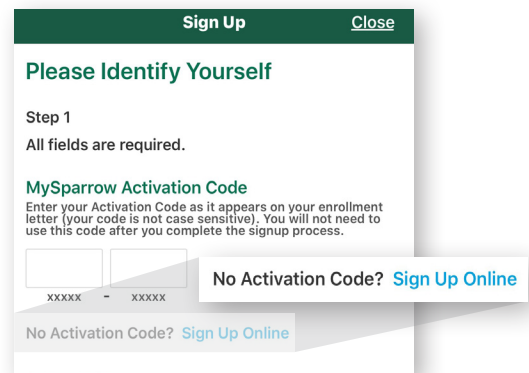 Sign Up Close
Please Identify Yourself
Step 1
All fields are required.
MySparrow Activation Code
Enter your Activation Code as it appears on your enrollment
letter (your code is not case sensitive). You will not need to
use this code after you complete the signup process.
xxxxx - xxxxx
No Activation Code? Sign Up Online
No Activation Code? Sign Up Online